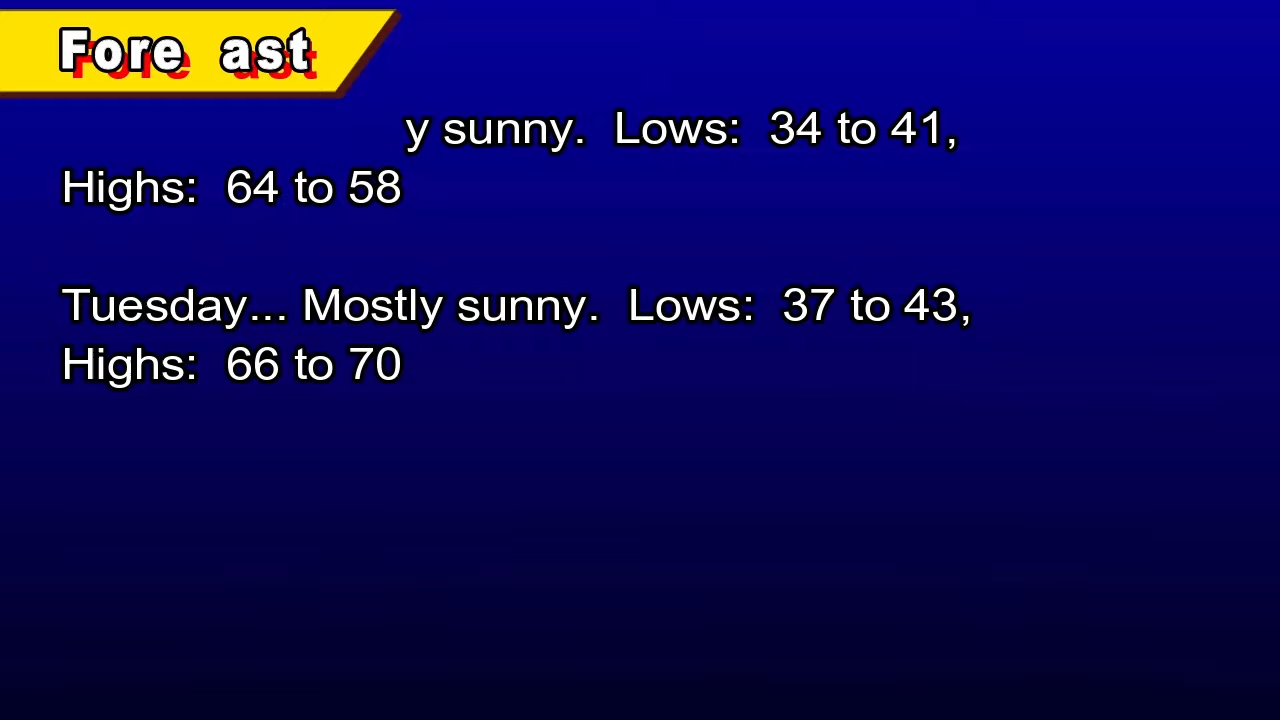 Fore ast
y sunny. Lows: 34 to 41,
Highs: 64 to 58
Tuesday... Mostly sunny. Lows: 37 to 43,
Highs: 66 to 70